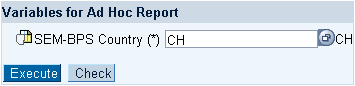 Variables for Ad Hoc Report
SEM-BPS Country (*) CH CH
Execute Check